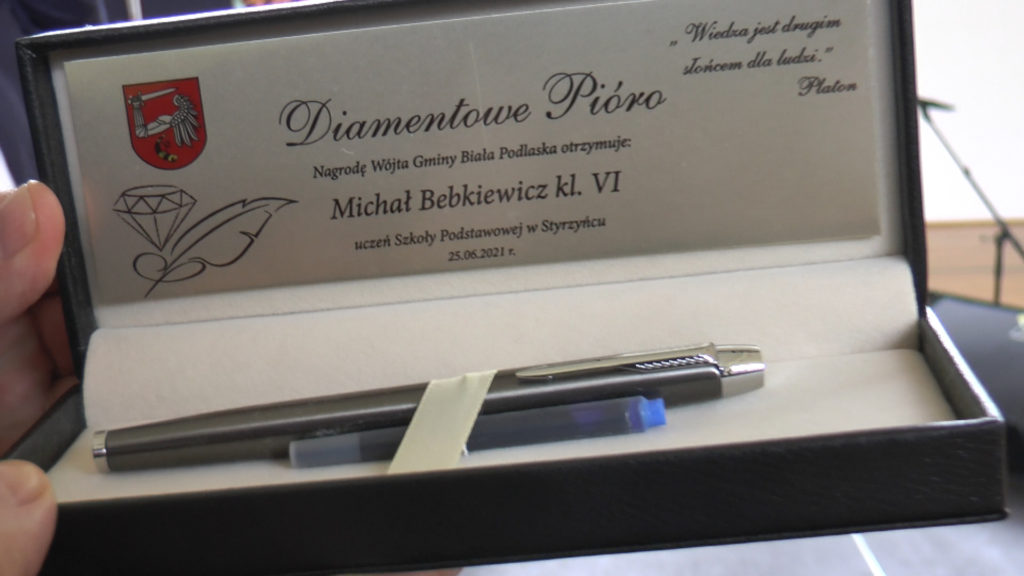 „Wiedza jest drugim
słońcem dla ludzi.”
Platon
Diamentowe Pióro
Nagrodę Wójta Gminy Biała Podlaska otrzymuje:
Michał Bebkiewicz kl. VI
uczeń Szkoły Podstawowej w Styrzyńcu
25.06.2021 r.